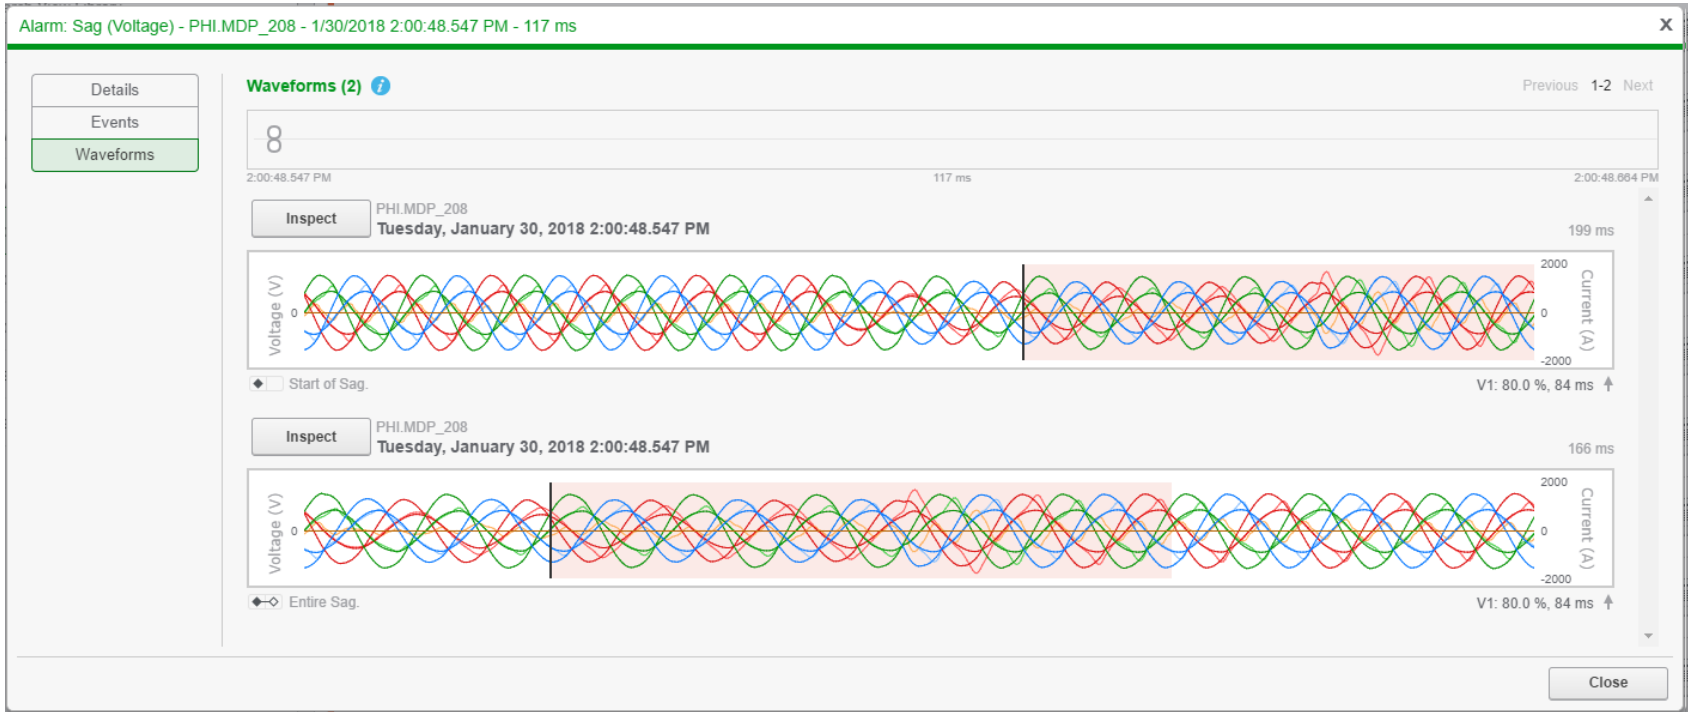 Alarm: Sag (Voltage) - PHI.MDP_208 - 1/30/2018 2:00:48.547 PM - 117 ms
X
Details
Events
Waveforms
Waveforms (2) i
Previous 1-2 Next
8
2:00:48.547 PM 117 ms 2:00:48.664 PM
Inspect
PHI.MDP_208
Tuesday, January 30, 2018 2:00:48.547 PM
199 ms
Voltage (V)
0
2000
0
-2000
Current (A)
Start of Sag.
V1: 80.0 %, 84 ms
Inspect
PHI.MDP_208
Tuesday, January 30, 2018 2:00:48.547 PM
166 ms
Voltage (V)
0
2000
0
-2000
Current (A)
Entire Sag.
V1: 80.0 %, 84 ms
Close